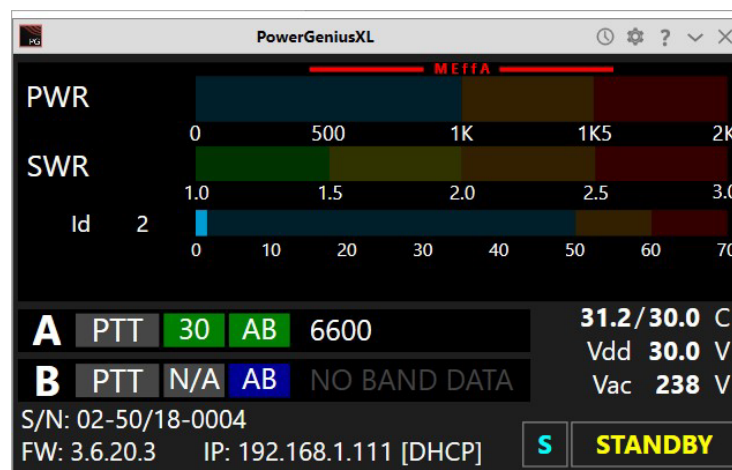 PG PowerGeniusXL ?
MEffA
PWR
0 500 1K 1K5 2K
SWR
1.0 1.5 2.0 2.5 3.0
Id 2
0 10 20 30 40 50 60 70
A PTT 30 AB 6600
31.2/30.0 C
B PTT N/A AB NO BAND DATA
Vdd 30.0 V
Vac 238 V
S/N: 02-50/18-0004
FW: 3.6.20.3 IP: 192.168.1.111 [DHCP]
S STANDBY